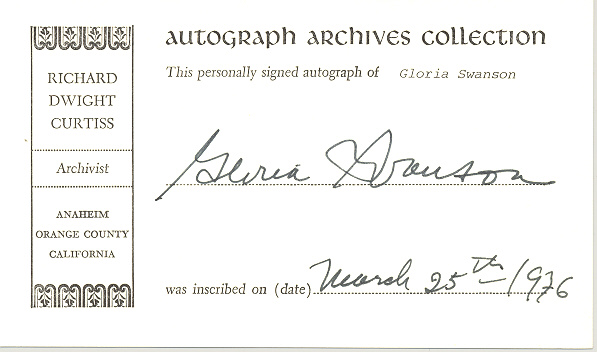 AUTOGRAPH ARCHIVES COLLECTION
This personally signed autograph of Gloria Swanson
Gloria Swanson
was inscribed on (date) March 25th 1976
RICHARD
DWIGHT
CURTISS
Archivist
ANAHEIM
ORANGE COUNTY
CALIFORNIA